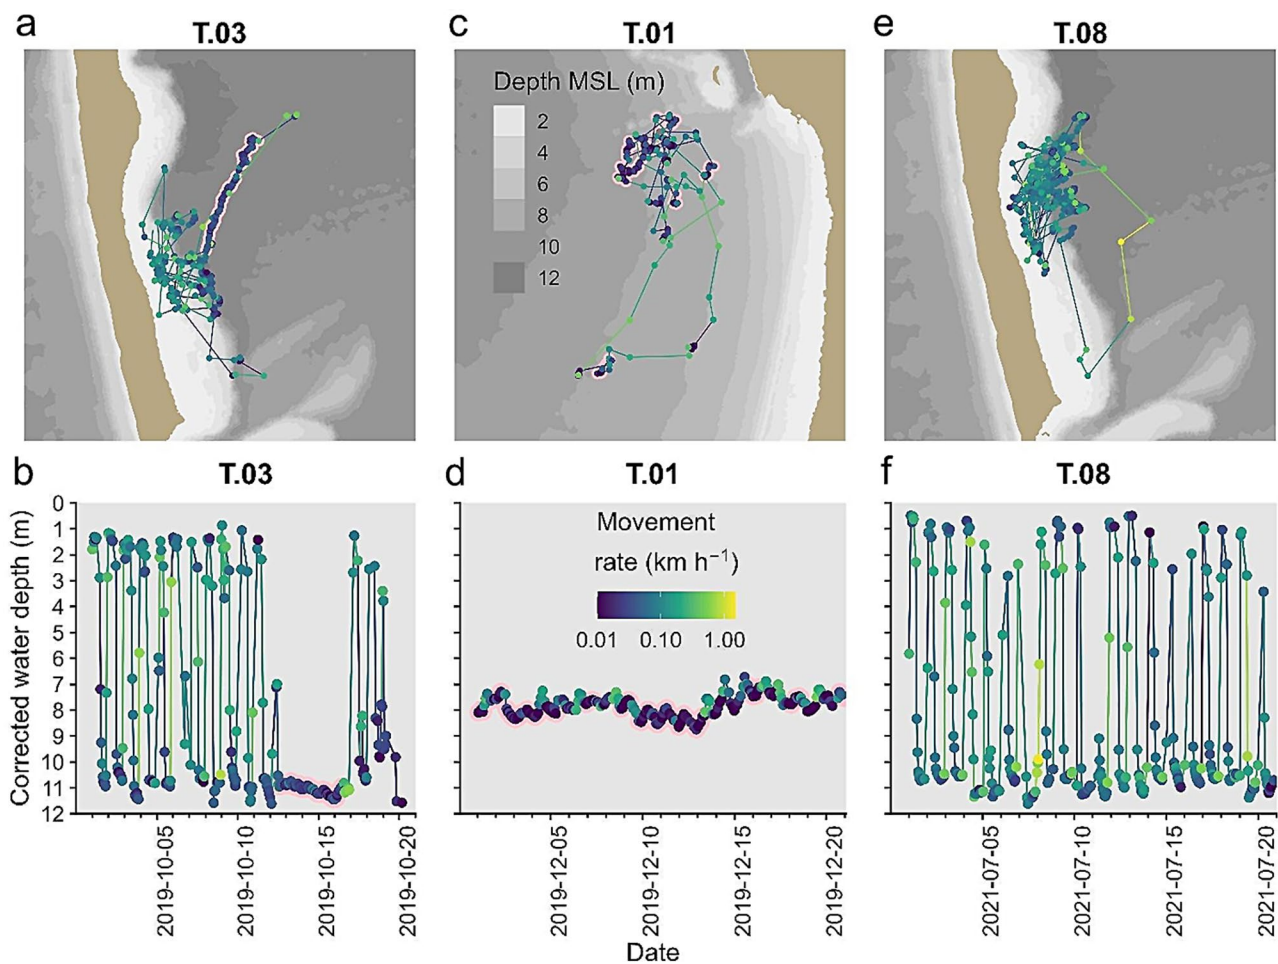 a
T.03
c
T.01
e
T.08
Depth MSL (m)
2
4
6
8
10
12
b
T.03
d
T.01
f
T.08
Corrected water depth (m)
0
1
2
3
4
5
6
7
8
9
10
11
12
Movement
rate (km h⁻¹)
0.01 0.10 1.00
2019-10-05
2019-10-10
2019-10-15
2019-10-20
2019-12-05
2019-12-10
2019-12-15
2019-12-20
2021-07-05
2021-07-10
2021-07-15
2021-07-20
Date